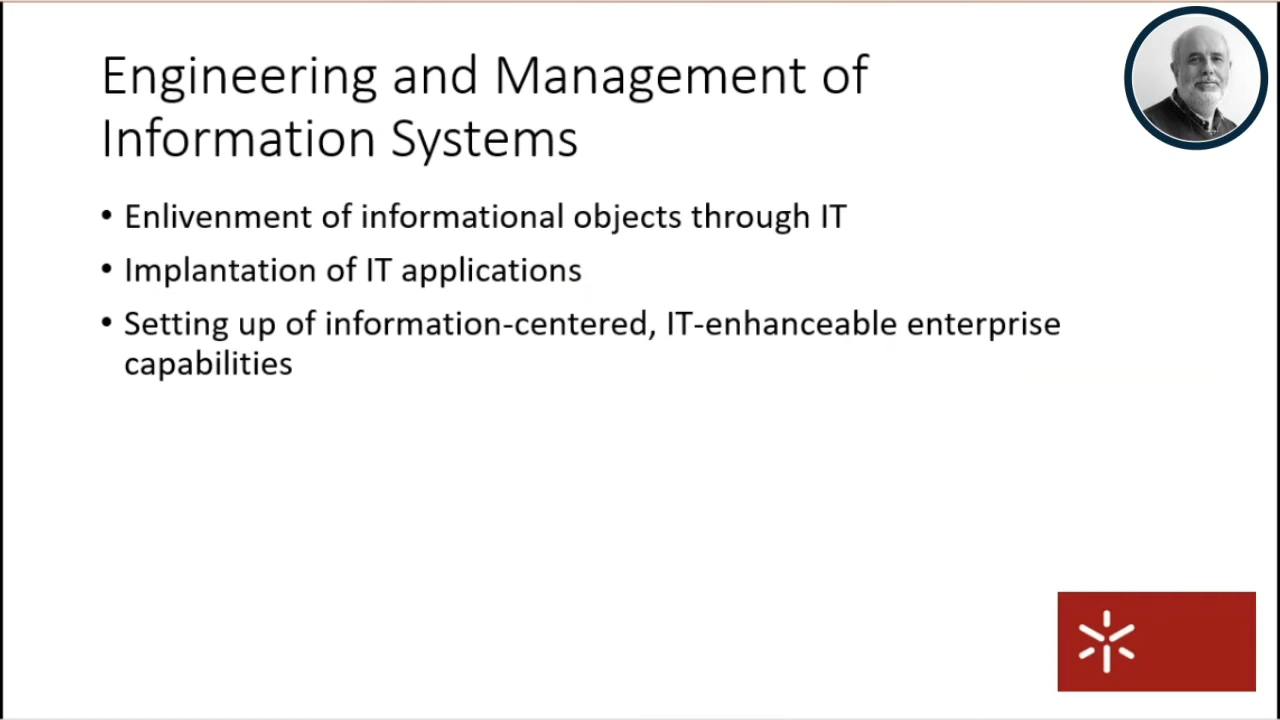 Engineering and Management of
Information Systems
• Enlivenment of informational objects through IT
• Implantation of IT applications
• Setting up of information-centered, IT-enhanceable enterprise
capabilities